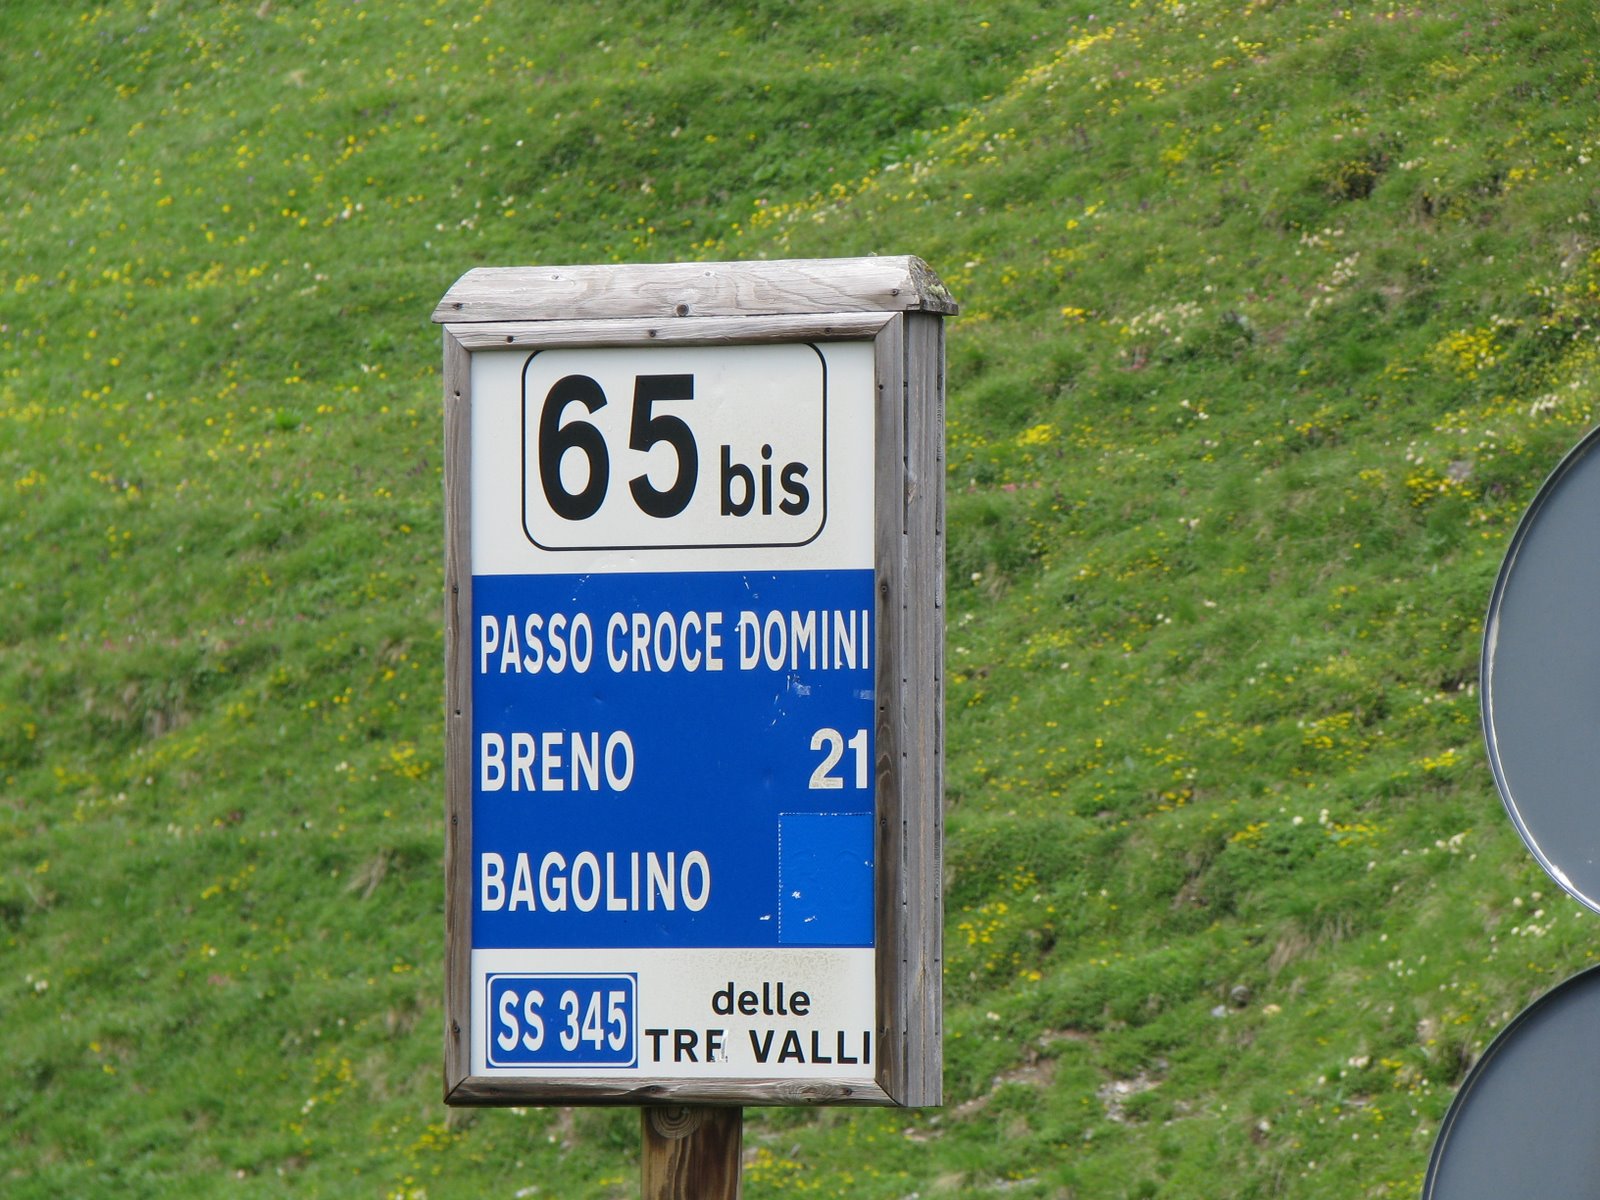 65 bis
PASSO CROCE DOMINI
BRENO 21
BAGOLINO
SS 345 delle
TRE VALLI